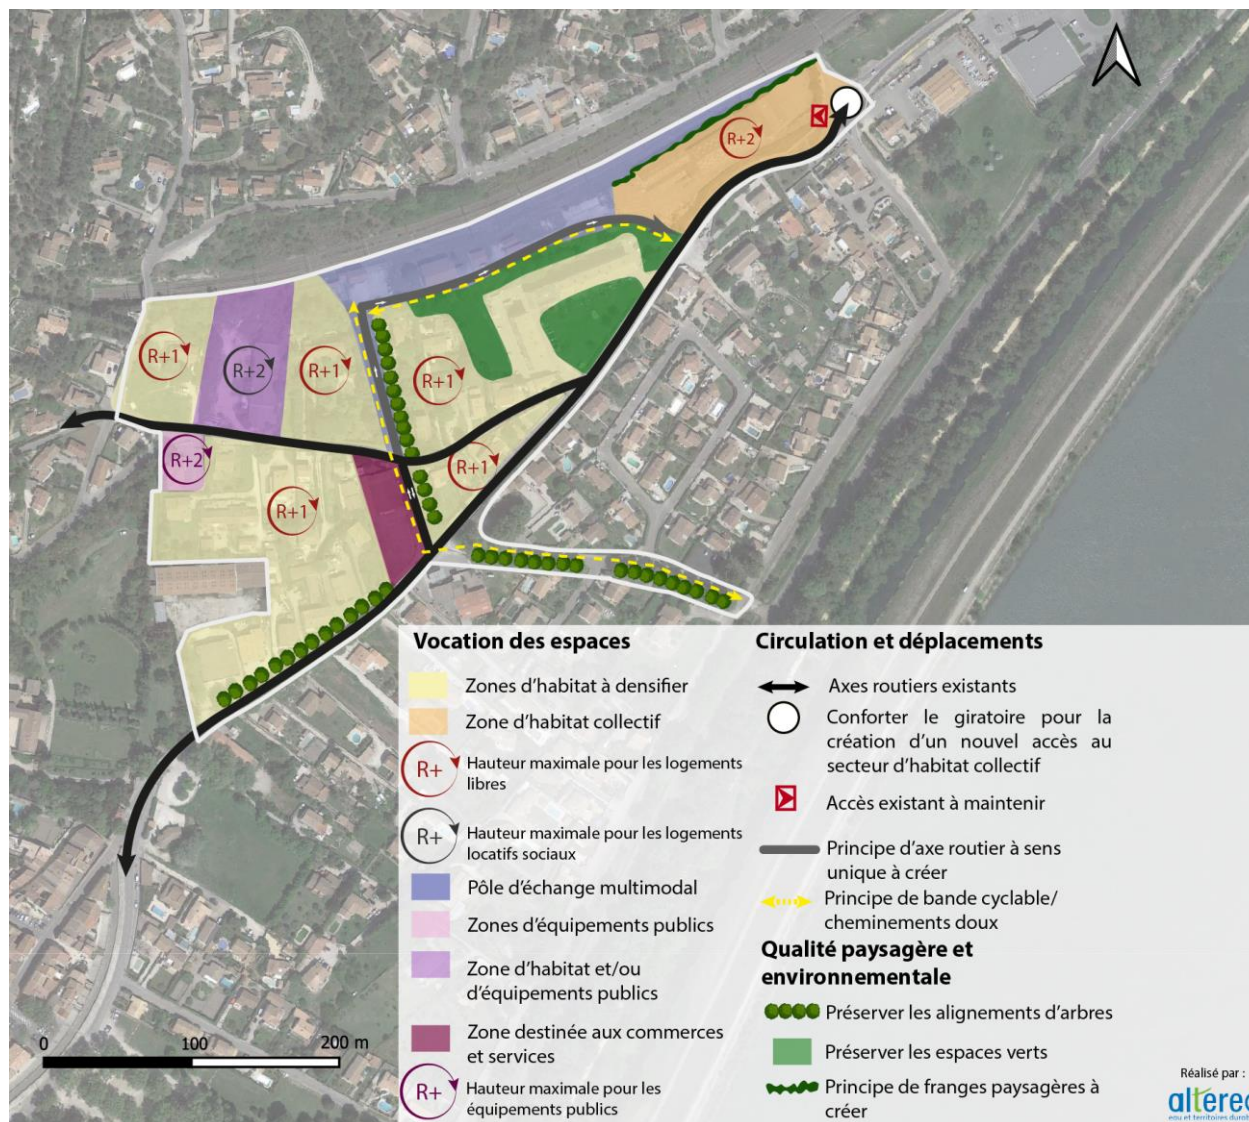 R+2
R+1
R+2
R+1
R+1
R+2
R+1
R+1
Vocation des espaces
Zones d'habitat à densifier
Zone d'habitat collectif
R+
Hauteur maximale pour les logements
libres
R+
Hauteur maximale pour les logements
locatifs sociaux
Pôle d'échange multimodal
Zones d'équipements publics
Zone d'habitat et/ou
d'équipements publics
Zone destinée aux commerces
et services
R+
Hauteur maximale pour les
équipements publics
Circulation et déplacements
Axes routiers existants
Conforter le giratoire pour la
création d'un nouvel accès au
secteur d'habitat collectif
Accès existant à maintenir
Principe d'axe routier à sens
unique à créer
Principe de bande cyclable/
cheminements doux
Qualité paysagère et
environnementale
Préserver les alignements d'arbres
Préserver les espaces verts
Principe de franges paysagères à
créer
0 100 200 m
Réalisé par :
altereo
eau et territoires durab